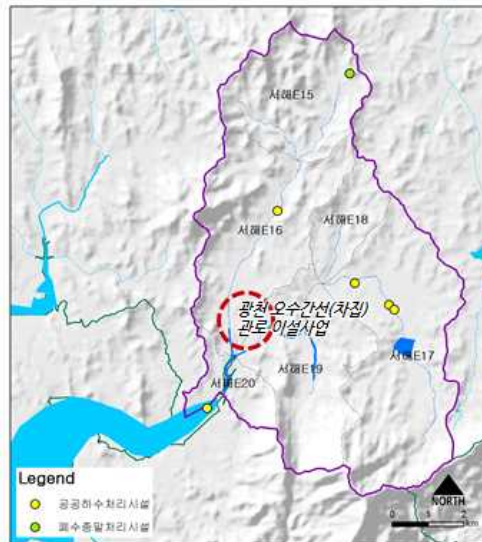 서해E15
서해E16
서해E18
광천 오수간선(차집)
관로 이설사업
서해E17
서해E19
서해E20
Legend
공공하수처리시설
폐수종말처리시설
NORTH
0 1 2
km